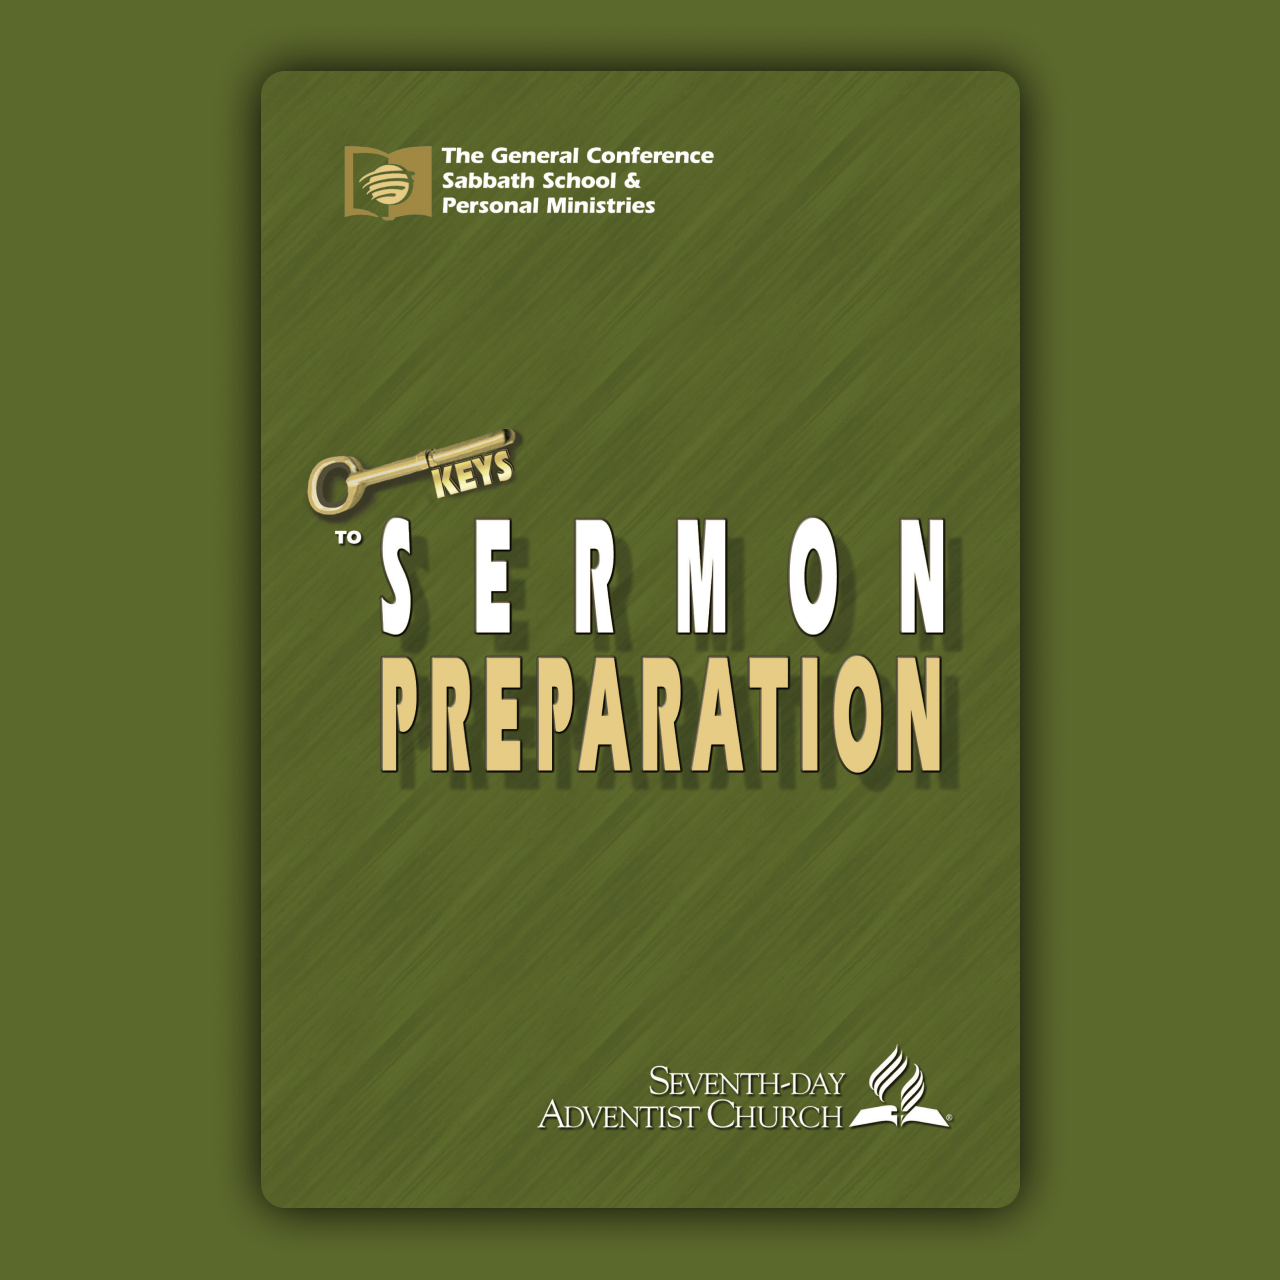 The General Conference
Sabbath School &
Personal Ministries
KEYS
TO
SERMON
PREPARATION
SEVENTH-DAY
ADVENTIST CHURCH®